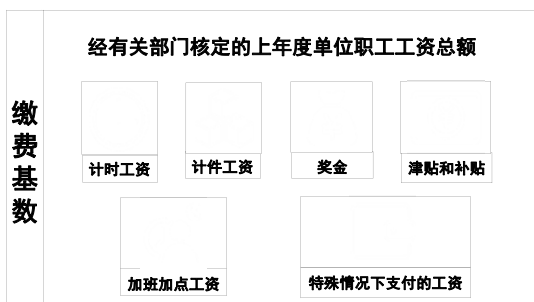 经有关部门核定的上年度单位职工工资总额
缴费基数
计时工资
计件工资
奖金
津贴和补贴
加班加点工资
特殊情况下支付的工资